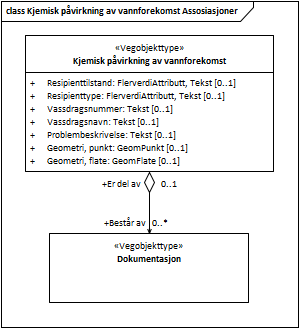 class Kjemisk påvirkning av vannforekomst Assosiasjoner
«Vegobjekttype»
Kjemisk påvirkning av vannforekomst
+ Resipienttilstand: FlerverdiAttributt, Tekst [0..1]
+ Resipienttype: FlerverdiAttributt, Tekst [0..1]
+ Vassdragsnummer: Tekst [0..1]
+ Vassdragsnavn: Tekst [0..1]
+ Problembeskrivelse: Tekst [0..1]
+ Geometri, punkt: GeomPunkt [0..1]
+ Geometri, flate: GeomFlate [0..1]
+Er del av 0..1
+Består av 0..*
«Vegobjekttype»
Dokumentasjon